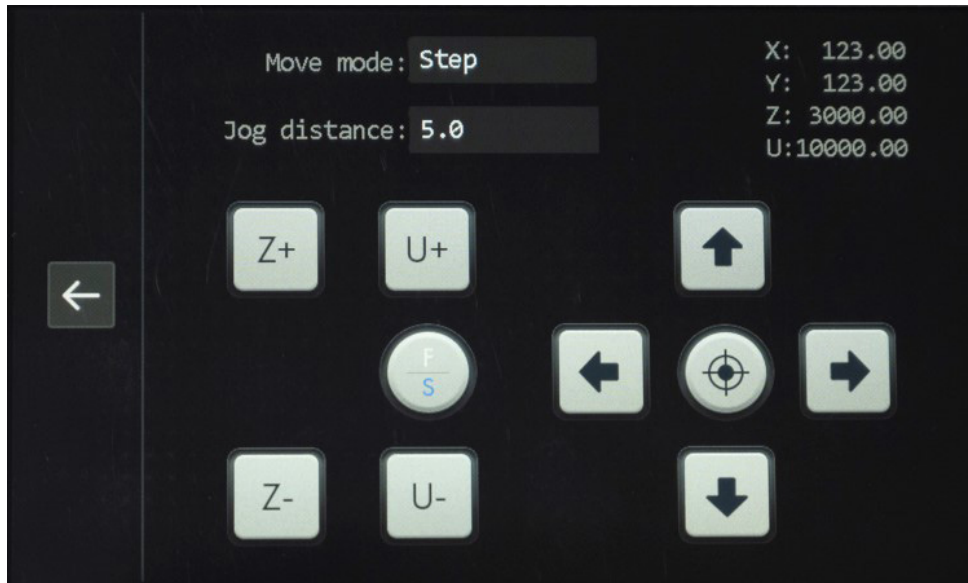 Move mode: Step
Jog distance: 5.0
X: 123.00
Y: 123.00
Z: 3000.00
U:10000.00
Z+
U+
F
S
Z-
U-